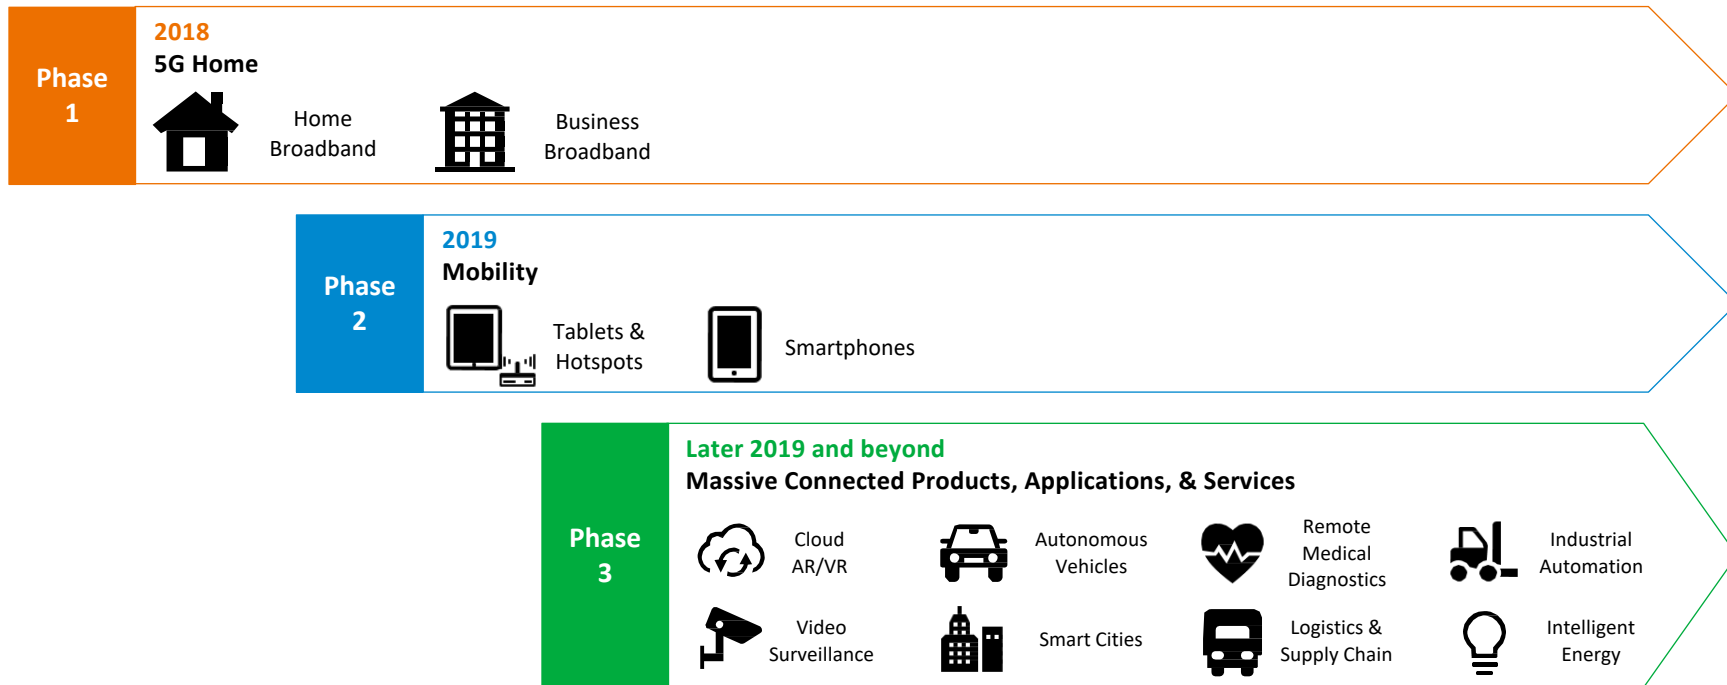 Phase
1
2018
5G Home
Home
Broadband
Business
Broadband
Phase
2
2019
Mobility
Tablets &
Hotspots
Smartphones
Phase
3
Later 2019 and beyond
Massive Connected Products, Applications, & Services
Cloud
AR/VR
Autonomous
Vehicles
Remote
Medical
Diagnostics
Industrial
Automation
Video
Surveillance
Smart Cities
Logistics &
Supply Chain
Intelligent
Energy